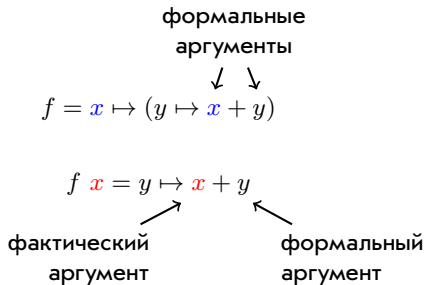 формальные
аргументы
f = x ↦ (y ↦ x + y)
f x = y ↦ x + y
фактический
аргумент
формальный
аргумент